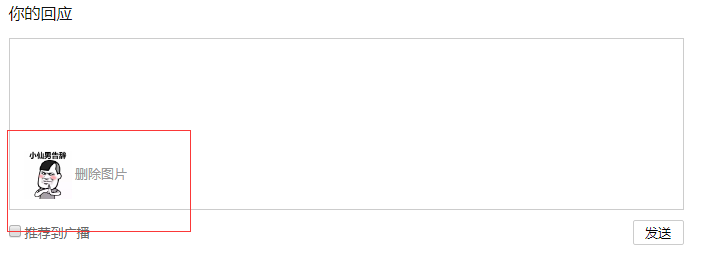 你的回应
小仙男告辞
删除图片
推荐到广播
发送